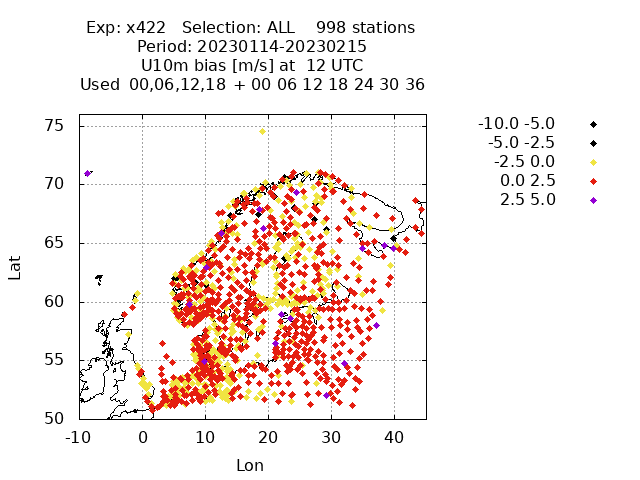 Exp: x422 Selection: ALL 998 stations
Period: 20230114-20230215
U10m bias [m/s] at 12 UTC
Used 00,06,12,18 + 00 06 12 18 24 30 36
-10.0 -5.0
-5.0 -2.5
-2.5 0.0
0.0 2.5
2.5 5.0
75
70
65
60
55
50
Lat
-10 0 10 20 30 40
Lon